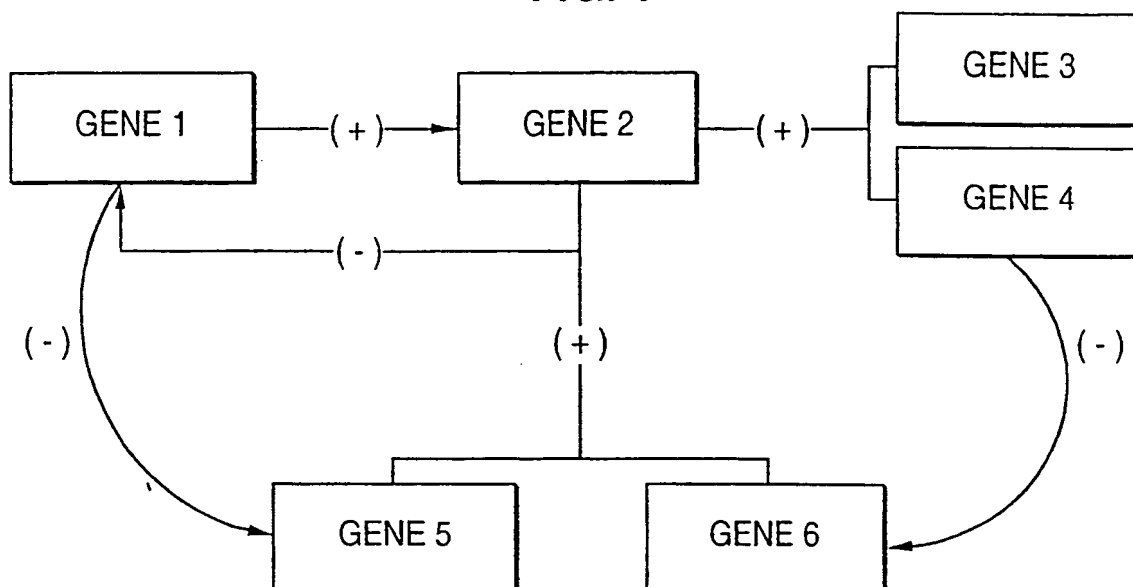 GENE 3
GENE 1
(+)
GENE 2
(+)
GENE 4
(-)
(-)
(+)
(-)
GENE 5
GENE 6